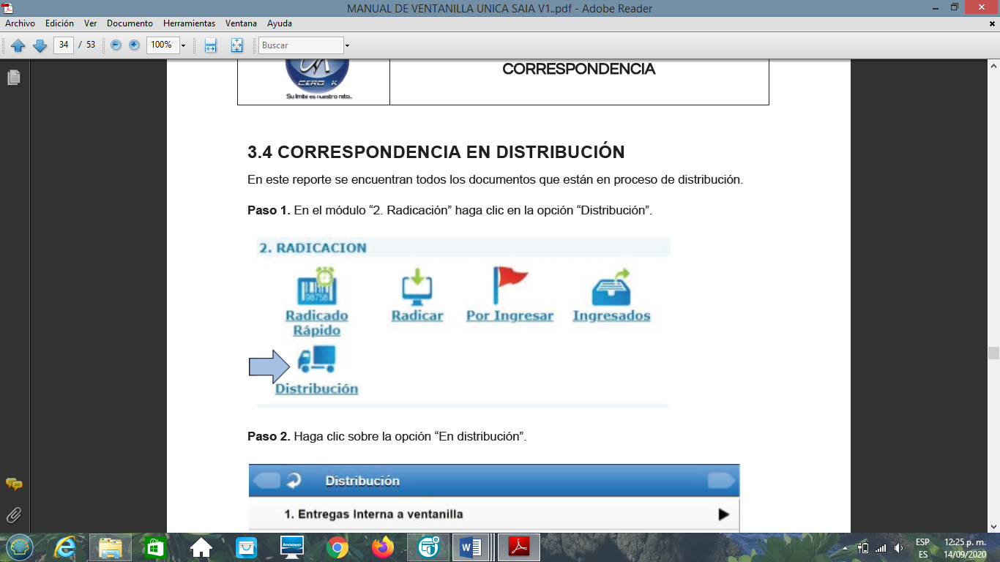 MANUAL DE VENTANILLA UNICA SAIA V1..pdf - Adobe Reader
Archivo Edición Ver Documento Herramientas Ventana Ayuda
34 / 53 100% Buscar
CERO K
Su limite es nuestro reto..
CORRESPONDENCIA
3.4 CORRESPONDENCIA EN DISTRIBUCIÓN
En este reporte se encuentran todos los documentos que están en proceso de distribución.
Paso 1. En el módulo “2. Radicación” haga clic en la opción “Distribución”.
2. RADICACION
98758
Radicado Rápido
Radicar
Por Ingresar
Ingresados
Distribución
Paso 2. Haga clic sobre la opción “En distribución”.
Distribución
1. Entregas Interna a ventanilla
lenovo
8
W
ESP
ES
12:25 p. m.
14/09/2020